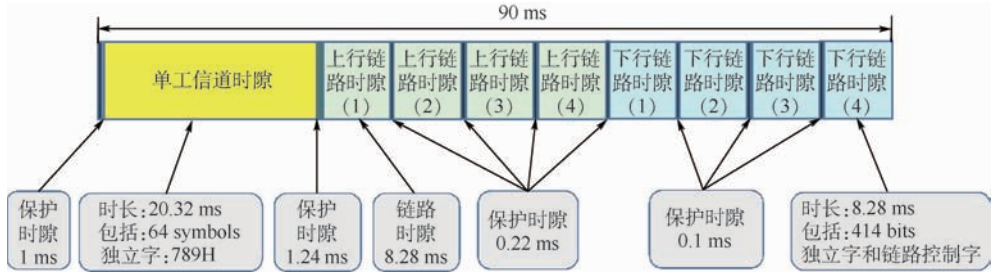 90 ms
单工信道时隙
上行链
路时隙
(1)
上行链
路时隙
(2)
上行链
路时隙
(3)
上行链
路时隙
(4)
下行链
路时隙
(1)
下行链
路时隙
(2)
下行链
路时隙
(3)
下行链
路时隙
(4)
保护
时隙
1 ms
时长:20.32 ms
包括:64 symbols
独立字:789H
保护
时隙
1.24 ms
链路
时隙
8.28 ms
保护时隙
0.22 ms
保护时隙
0.1 ms
时长:8.28 ms
包括:414 bits
独立字和链路控制字